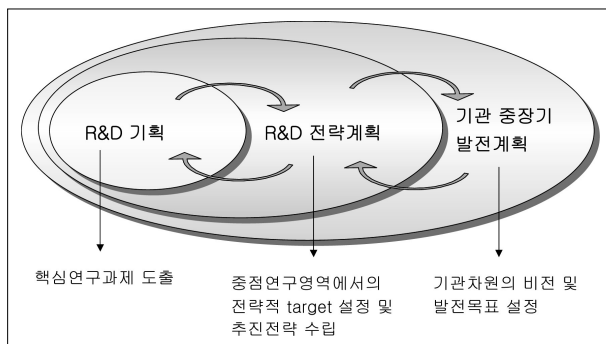 R&D 기획
R&D 전략계획
기관 중장기
발전계획
핵심연구과제 도출
중점연구영역에서의
전략적 target 설정 및
추진전략 수립
기관차원의 비전 및
발전목표 설정